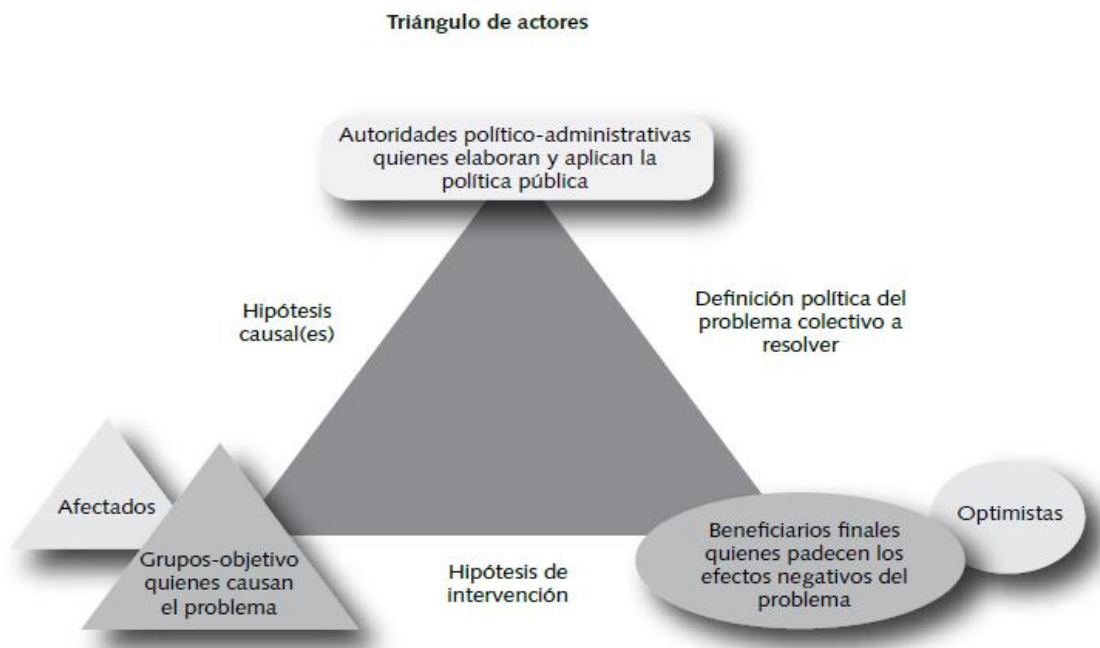 Triángulo de actores
Autoridades político-administrativas
quienes elaboran y aplican la
política pública
Hipótesis
causal(es)
Definición política del
problema colectivo a
resolver
Afectados
Grupos-objetivo
quienes causan
el problema
Hipótesis de
intervención
Beneficiarios finales
quienes padecen los
efectos negativos del
problema
Optimistas